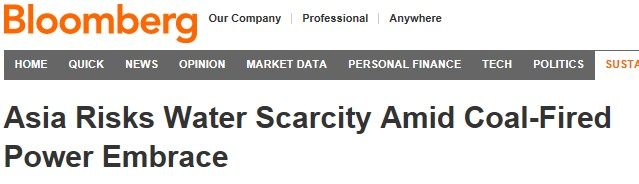 Bloomberg Our Company Professional Anywhere
HOME QUICK NEWS OPINION MARKET DATA PERSONAL FINANCE TECH POLITICS SUSTA
Asia Risks Water Scarcity Amid Coal-Fired
Power Embrace